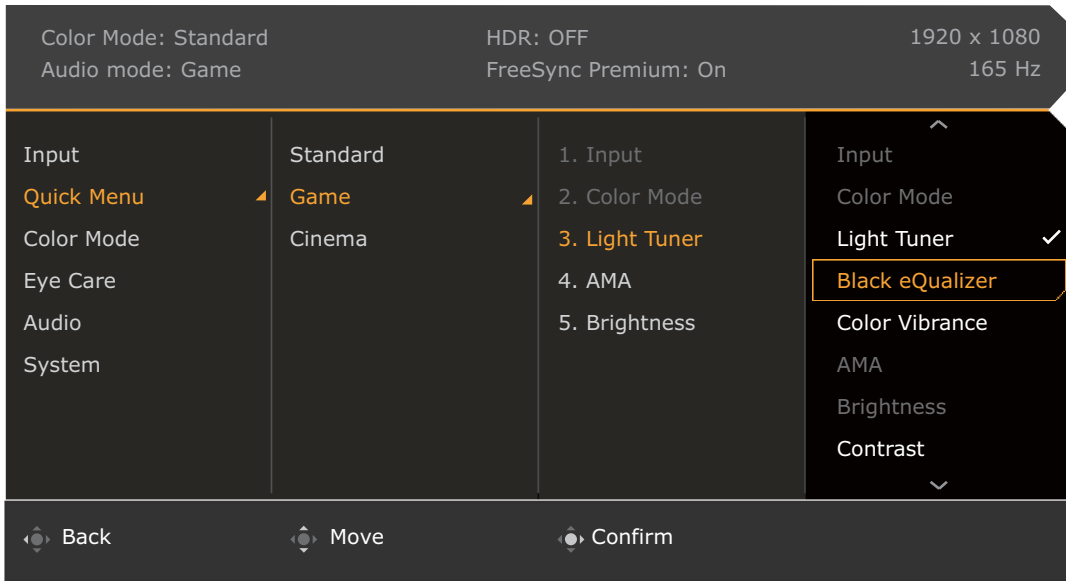 Color Mode: Standard
HDR: OFF
1920 x 1080
Audio mode: Game
FreeSync Premium: On
165 Hz
Input
Quick Menu
Color Mode
Eye Care
Audio
System
Standard
Game
Cinema
1. Input
2. Color Mode
3. Light Tuner
4. AMA
5. Brightness
Input
Color Mode
Light Tuner
Black eQualizer
Color Vibrance
AMA
Brightness
Contrast
Back
Move
Confirm